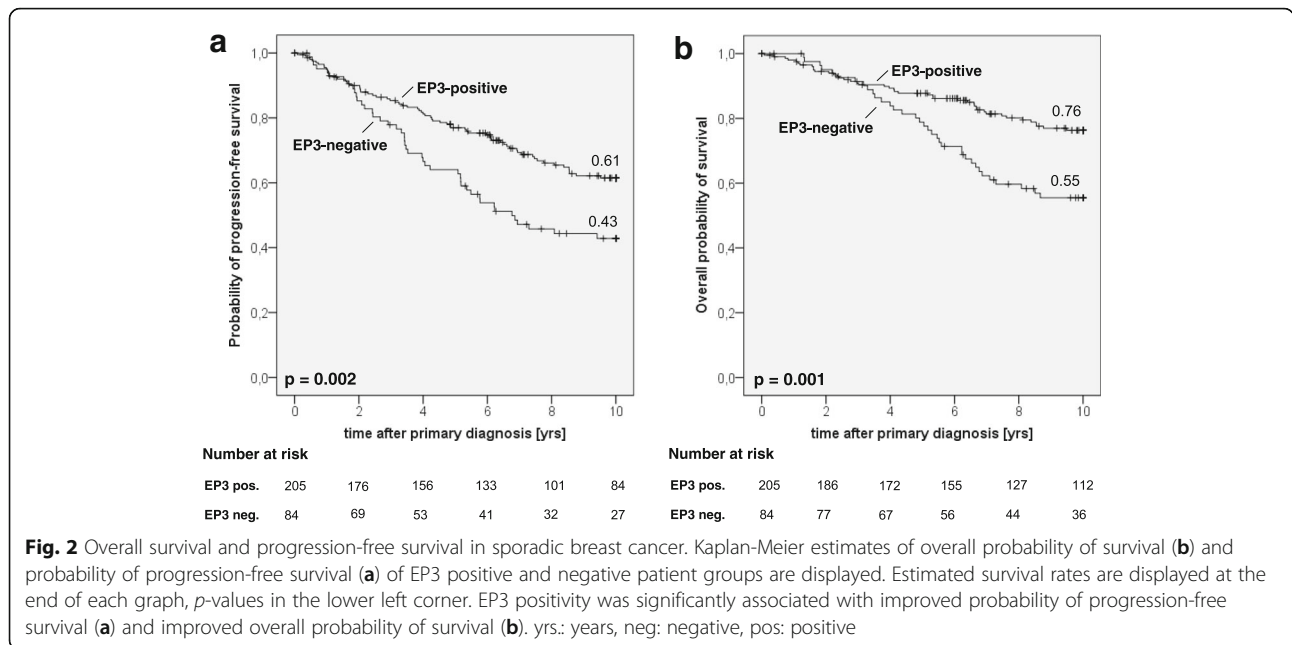 a
1,0
0,8
0,6
0,4
0,2
0,0
Probability of progression-free survival
EP3-positive
EP3-negative
0.61
0.43
p = 0.002
0 2 4 6 8 10
time after primary diagnosis [yrs]
Number at risk
EP3 pos. 205 176 156 133 101 84
EP3 neg. 84 69 53 41 32 27
b
1,0
0,8
0,6
0,4
0,2
0,0
Overall probability of survival
EP3-positive
EP3-negative
0.76
0.55
p = 0.001
0 2 4 6 8 10
time after primary diagnosis [yrs]
Number at risk
EP3 pos. 205 186 172 155 127 112
EP3 neg. 84 77 67 56 44 36
Fig. 2 Overall survival and progression-free survival in sporadic breast cancer. Kaplan-Meier estimates of overall probability of survival (b) and
probability of progression-free survival (a) of EP3 positive and negative patient groups are displayed. Estimated survival rates are displayed at the
end of each graph, p-values in the lower left corner. EP3 positivity was significantly associated with improved probability of progression-free
survival (a) and improved overall probability of survival (b). yrs.: years, neg: negative, pos: positive